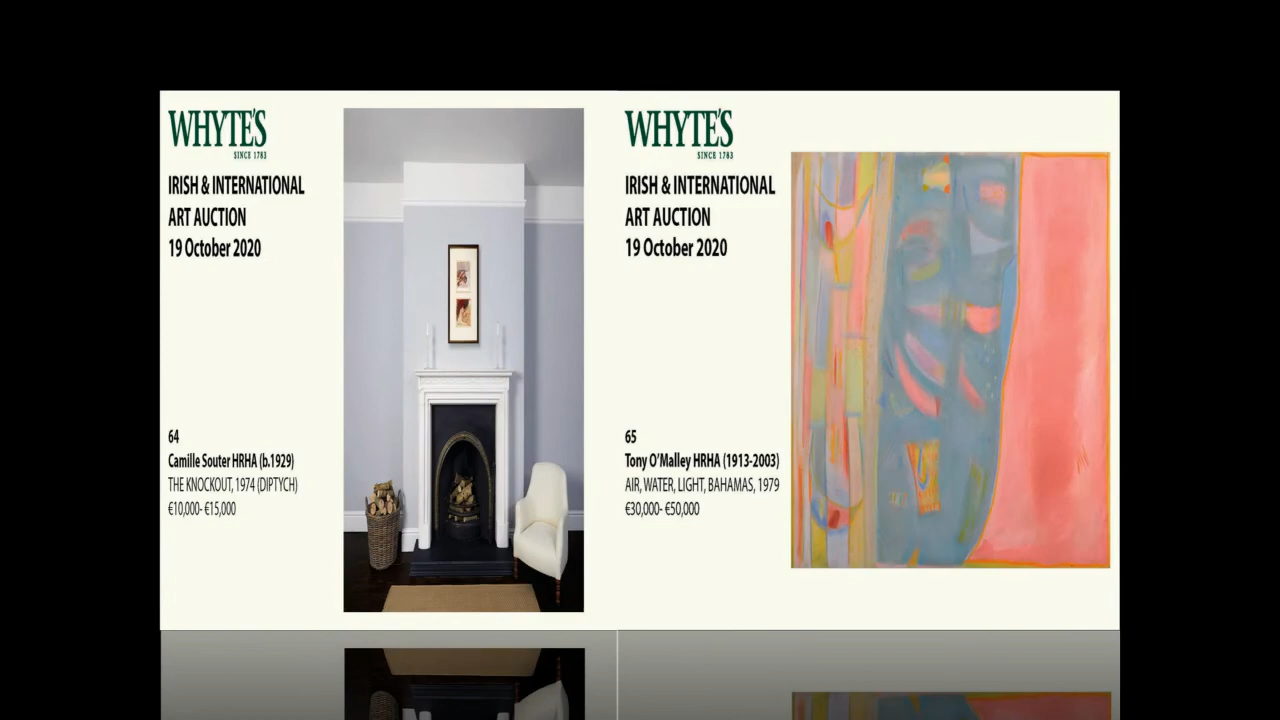 WHYTE'S
SINCE 1783
IRISH & INTERNATIONAL
ART AUCTION
19 October 2020
64
Camille Souter HRHA (b.1929)
THE KNOCKOUT, 1974 (DIPTYCH)
€10,000- €15,000
WHYTE'S
SINCE 1783
IRISH & INTERNATIONAL
ART AUCTION
19 October 2020
65
Tony O'Malley HRHA (1913-2003)
AIR, WATER, LIGHT, BAHAMAS, 1979
€30,000- €50,000